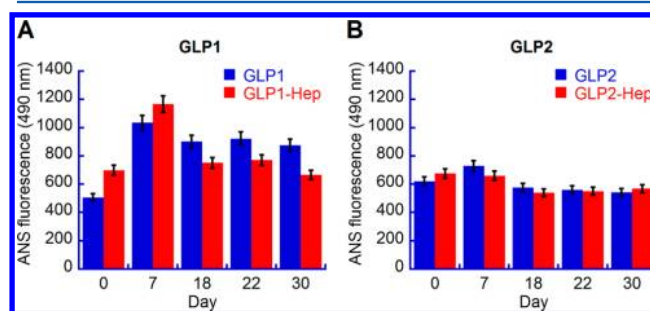 A
GLP1
GLP1
GLP1-Hep
ANS fluorescence (490 nm)
1400
1200
1000
800
600
400
200
0
0 7 18 22 30
Day
B
GLP2
GLP2
GLP2-Hep
ANS fluorescence (490 nm)
1400
1200
1000
800
600
400
200
0
0 7 18 22 30
Day